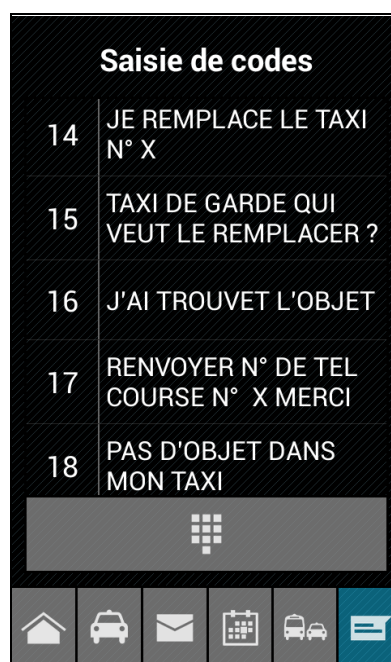 Saisie de codes
14
JE REMPLACE LE TAXI
N° X
15
TAXI DE GARDE QUI
VEUT LE REMPLACER ?
16
J'AI TROUVET L'OBJET
17
RENVOYER N° DE TEL
COURSE N° X MERCI
18
PAS D'OBJET DANS
MON TAXI